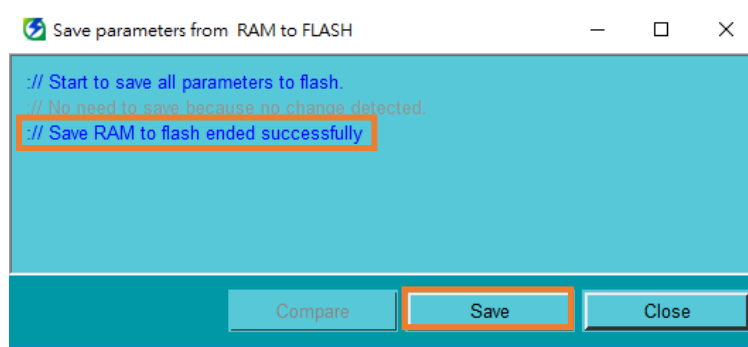 Save parameters from RAM to FLASH
:// Start to save all parameters to flash.
:// No need to save because no change detected.
:// Save RAM to flash ended successfully
Compare
Save
Close